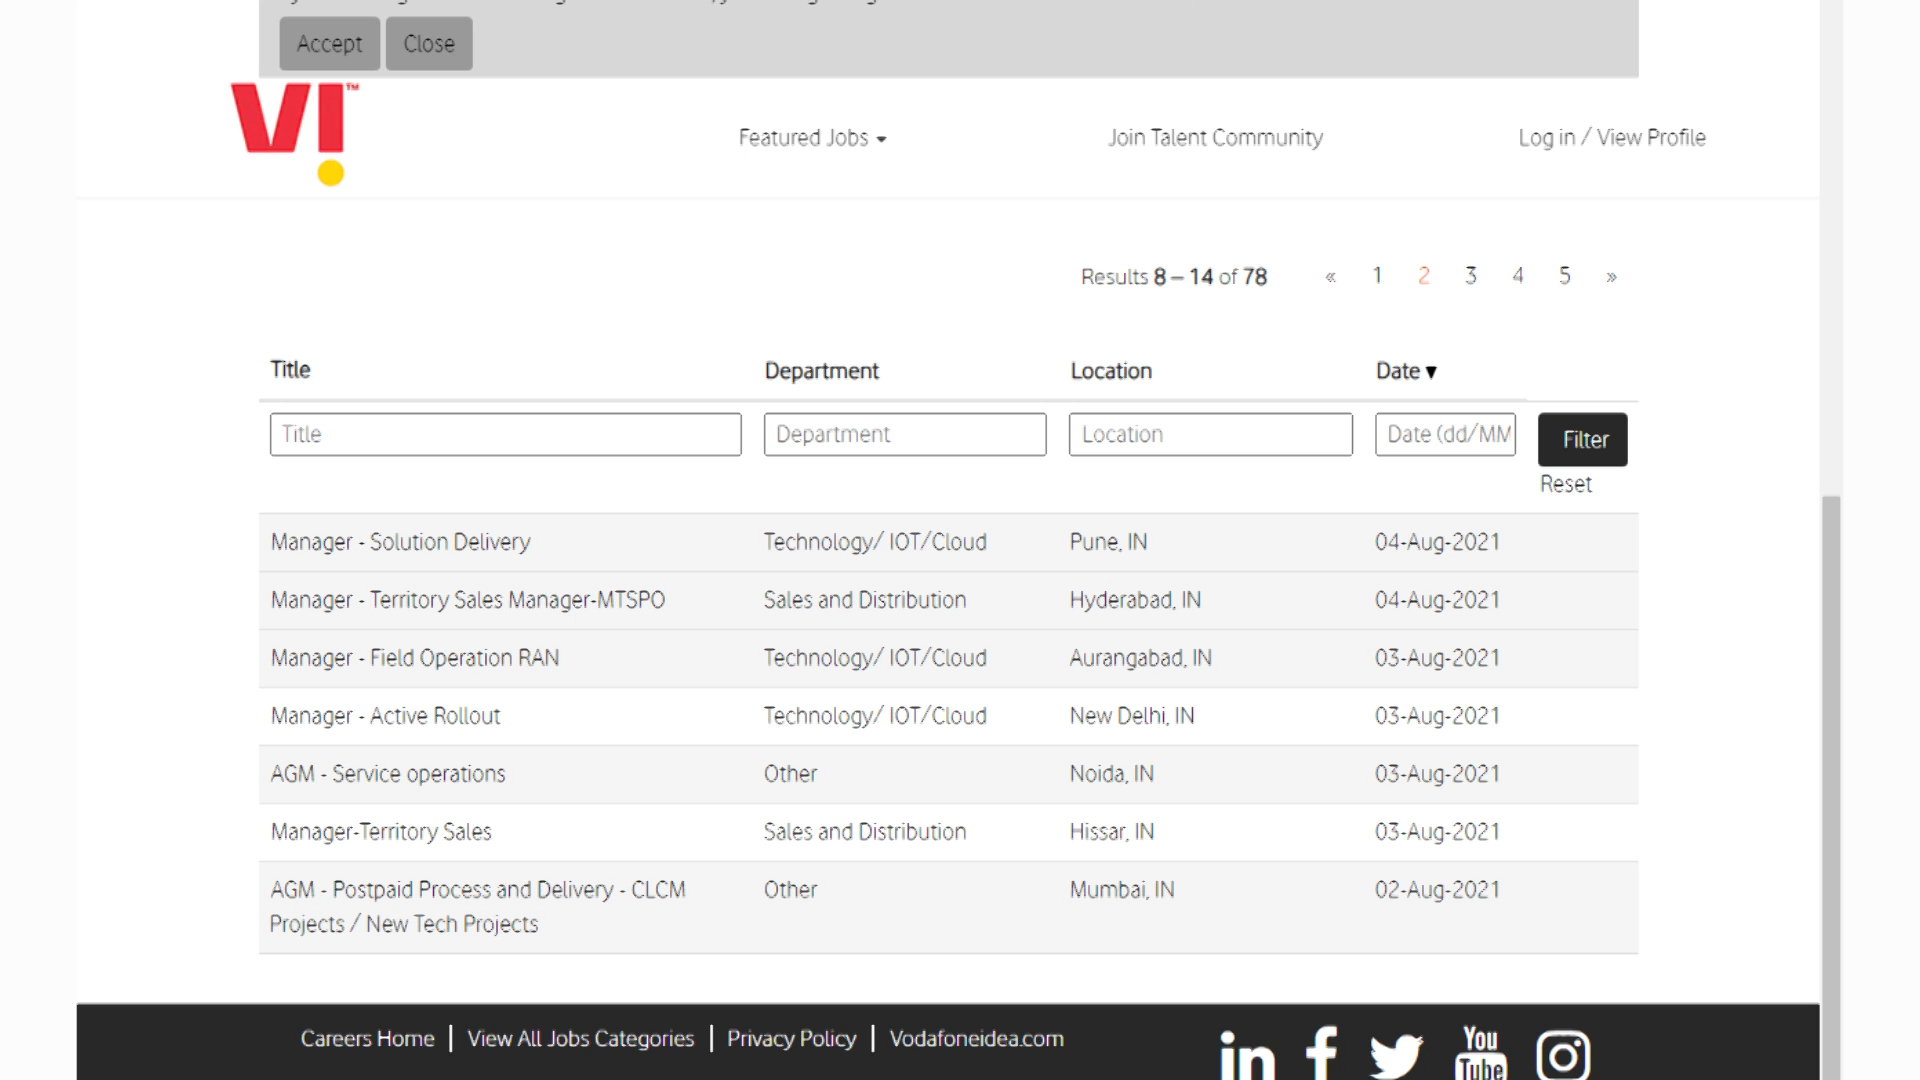 Accept Close
VI™
Featured Jobs Join Talent Community Log in / View Profile
Results 8 – 14 of 78 « 1 2 3 4 5 »
Title Department Location Date ▼
Title Department Location Date (dd/MM Filter
Reset
Manager - Solution Delivery Technology/ IOT/Cloud Pune, IN 04-Aug-2021
Manager - Territory Sales Manager-MTSPO Sales and Distribution Hyderabad, IN 04-Aug-2021
Manager - Field Operation RAN Technology/ IOT/Cloud Aurangabad, IN 03-Aug-2021
Manager - Active Rollout Technology/ IOT/Cloud New Delhi, IN 03-Aug-2021
AGM - Service operations Other Noida, IN 03-Aug-2021
Manager-Territory Sales Sales and Distribution Hissar, IN 03-Aug-2021
AGM - Postpaid Process and Delivery - CLCM Other Mumbai, IN 02-Aug-2021
Projects / New Tech Projects
Careers Home | View All Jobs Categories | Privacy Policy | Vodafoneidea.com
in f You
Tube